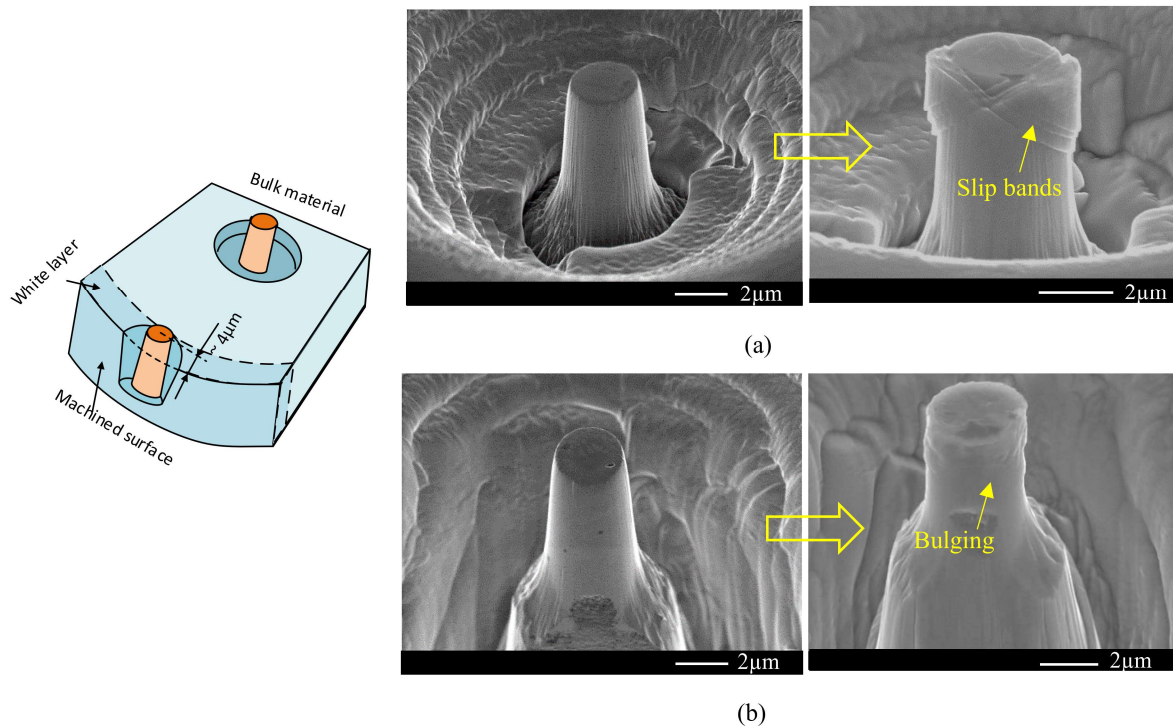 Bulk material
White layer
~ 4µm
Machined surface
Slip bands
2µm
2µm
(a)
Bulging
2µm
2µm
(b)